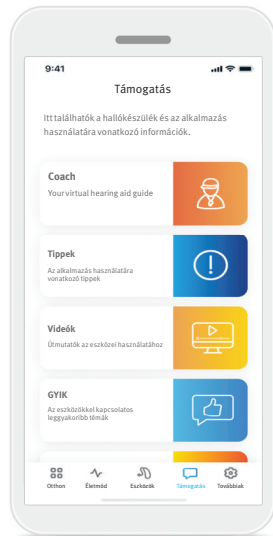 9:41
Támogatás
Itt találhatók a hallókészülék és az alkalmazás
használatára vonatkozó információk.
Coach
Your virtual hearing aid guide
Tippek
Az alkalmazás használatára
vonatkozó tippek
Videók
Útmutatók az eszközei használatához
GYIK
Az eszközökkel kapcsolatos
leggyakoribb témák
Otthon Életmód Eszközök Támogatás Továbbiak